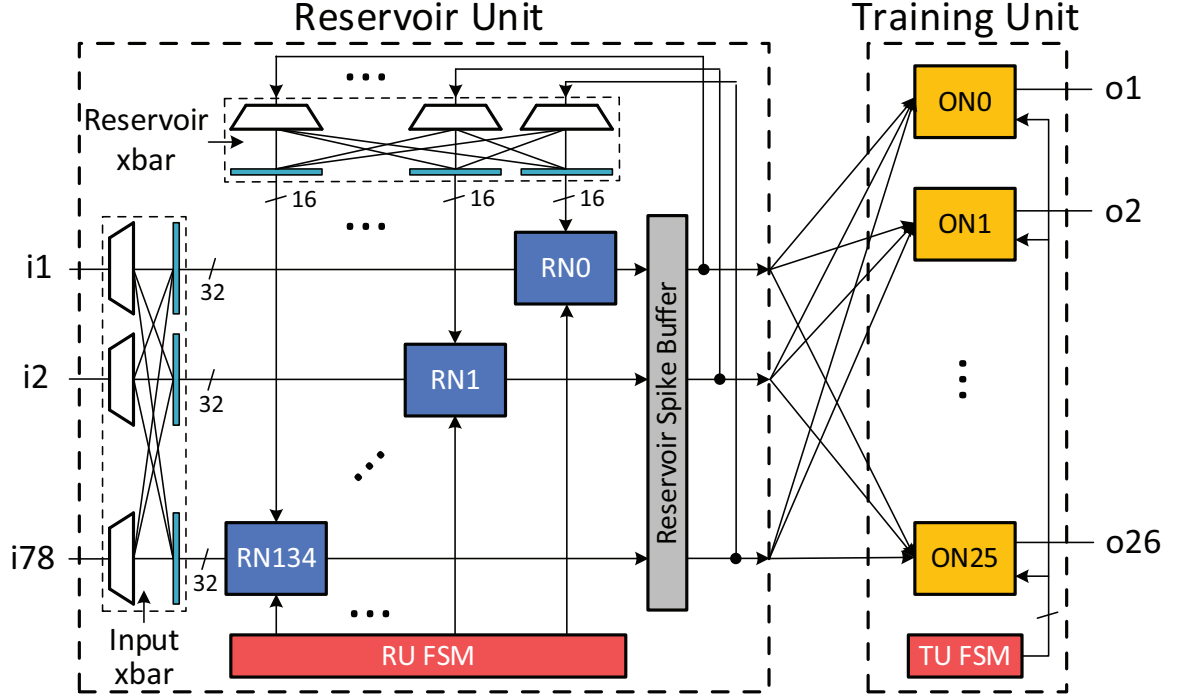 Reservoir Unit
Training Unit
Reservoir
xbar
16
16
16
ON0
o1
ON1
o2
i1
32
RN0
i2
32
RN1
Reservoir Spike Buffer
i78
32
RN134
ON25
o26
Input
xbar
RU FSM
TU FSM